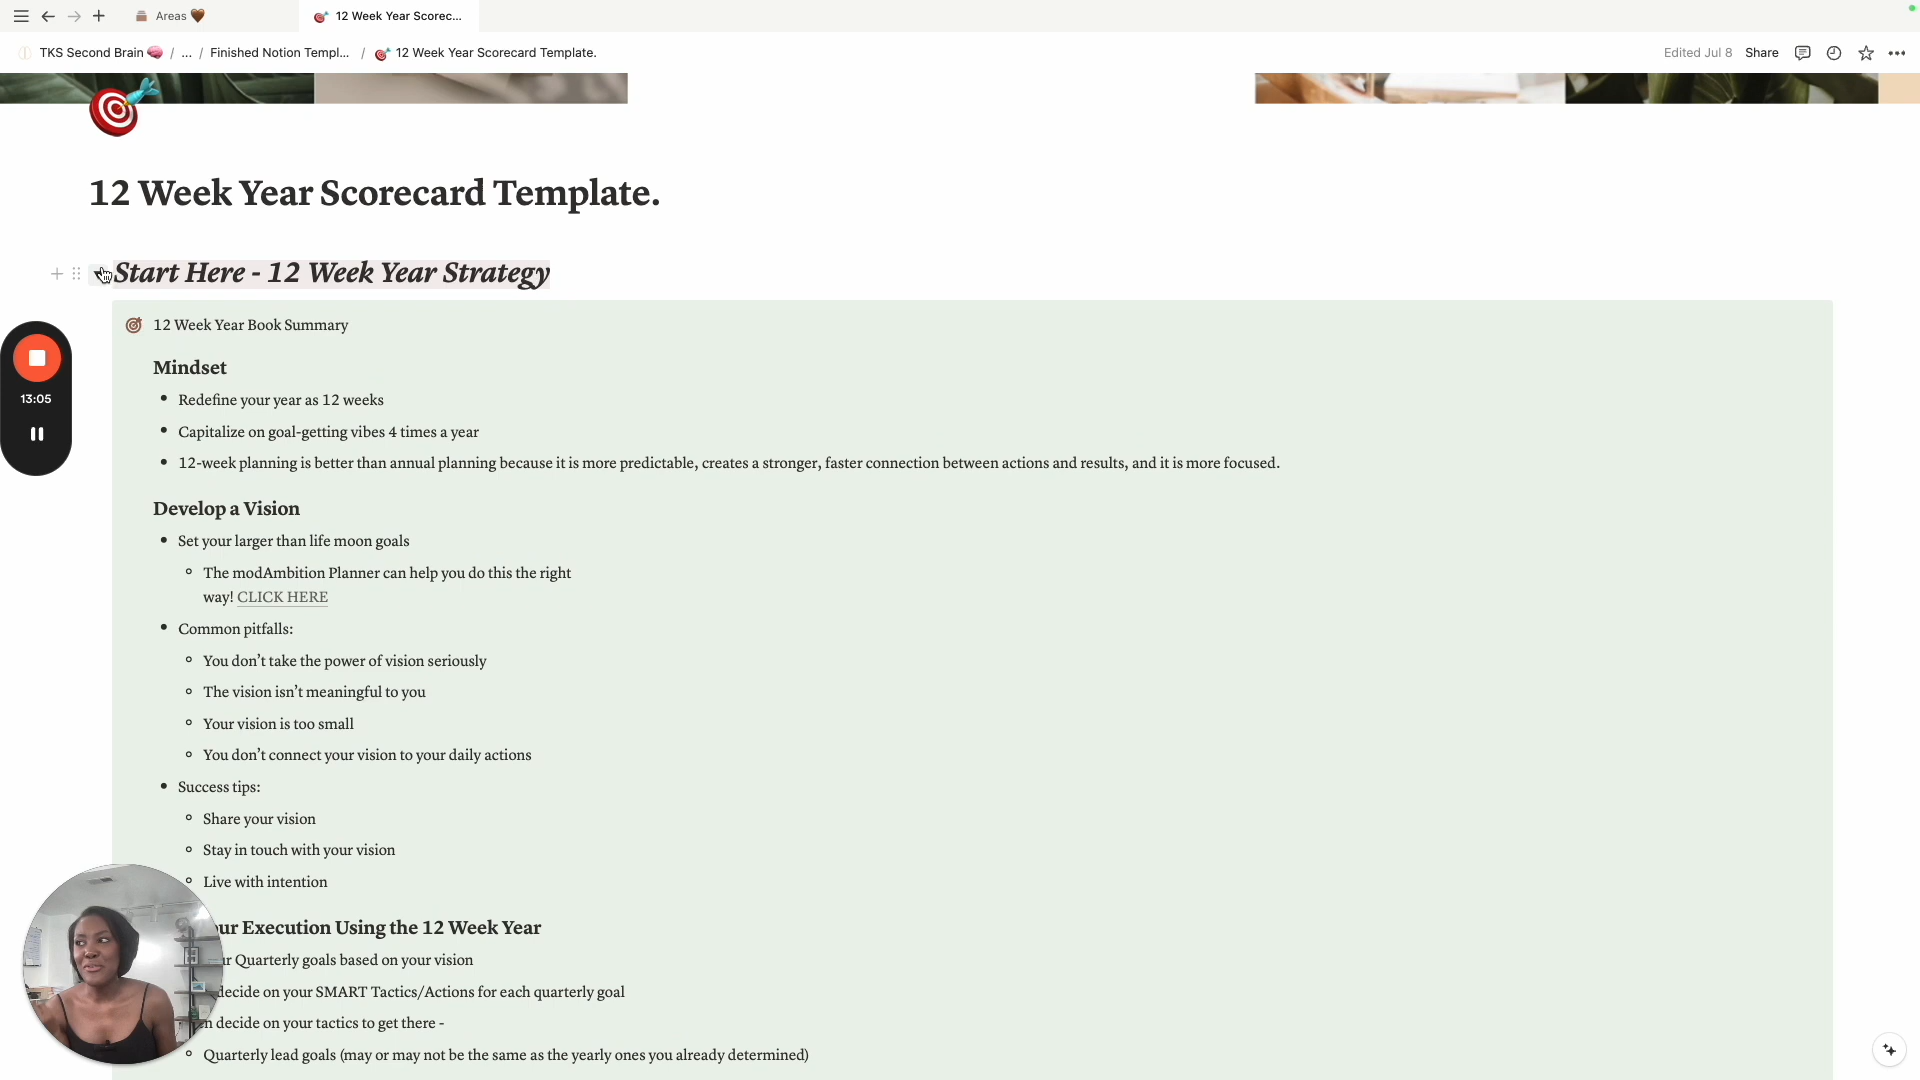 Areas
12 Week Year Scorec...
TKS Second Brain / ... / Finished Notion Templ... / 12 Week Year Scorecard Template.
Edited Jul 8 Share
12 Week Year Scorecard Template.
Start Here - 12 Week Year Strategy
12 Week Year Book Summary
Mindset
Redefine your year as 12 weeks
13:05
Capitalize on goal-getting vibes 4 times a year
12-week planning is better than annual planning because it is more predictable, creates a stronger, faster connection between actions and results, and it is more focused.
Develop a Vision
Set your larger than life moon goals
The modAmbition Planner can help you do this the right
way! CLICK HERE
Common pitfalls:
You don’t take the power of vision seriously
The vision isn’t meaningful to you
Your vision is too small
You don’t connect your vision to your daily actions
Success tips:
Share your vision
Stay in touch with your vision
Live with intention
Execution Using the 12 Week Year
Quarterly goals based on your vision
decide on your SMART Tactics/Actions for each quarterly goal
decide on your tactics to get there -
Quarterly lead goals (may or may not be the same as the yearly ones you already determined)